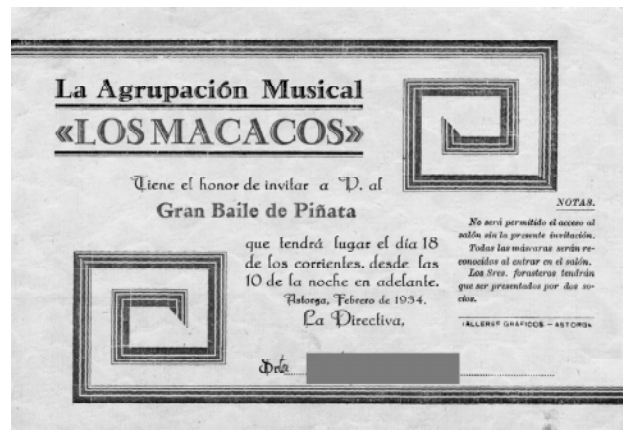 La Agrupación Musical
«LOS MACACOS»
Tiene el honor de invitar a V. al
Gran Baile de Piñata
que tendrá lugar el día 18
de los corrientes, desde las
10 de la noche en adelante.
Astorga, Febrero de 1934.
La Directiva,
Srta.
NOTAS.
No será permitido el acceso al
salón sin la presente invitación.
Todas las máscaras serán re-
conocidas al entrar en el salón.
Los Sres. forasteros tendrán
que ser presentados por dos so-
cios.
TALLERES GRÁFICOS – ASTORGA